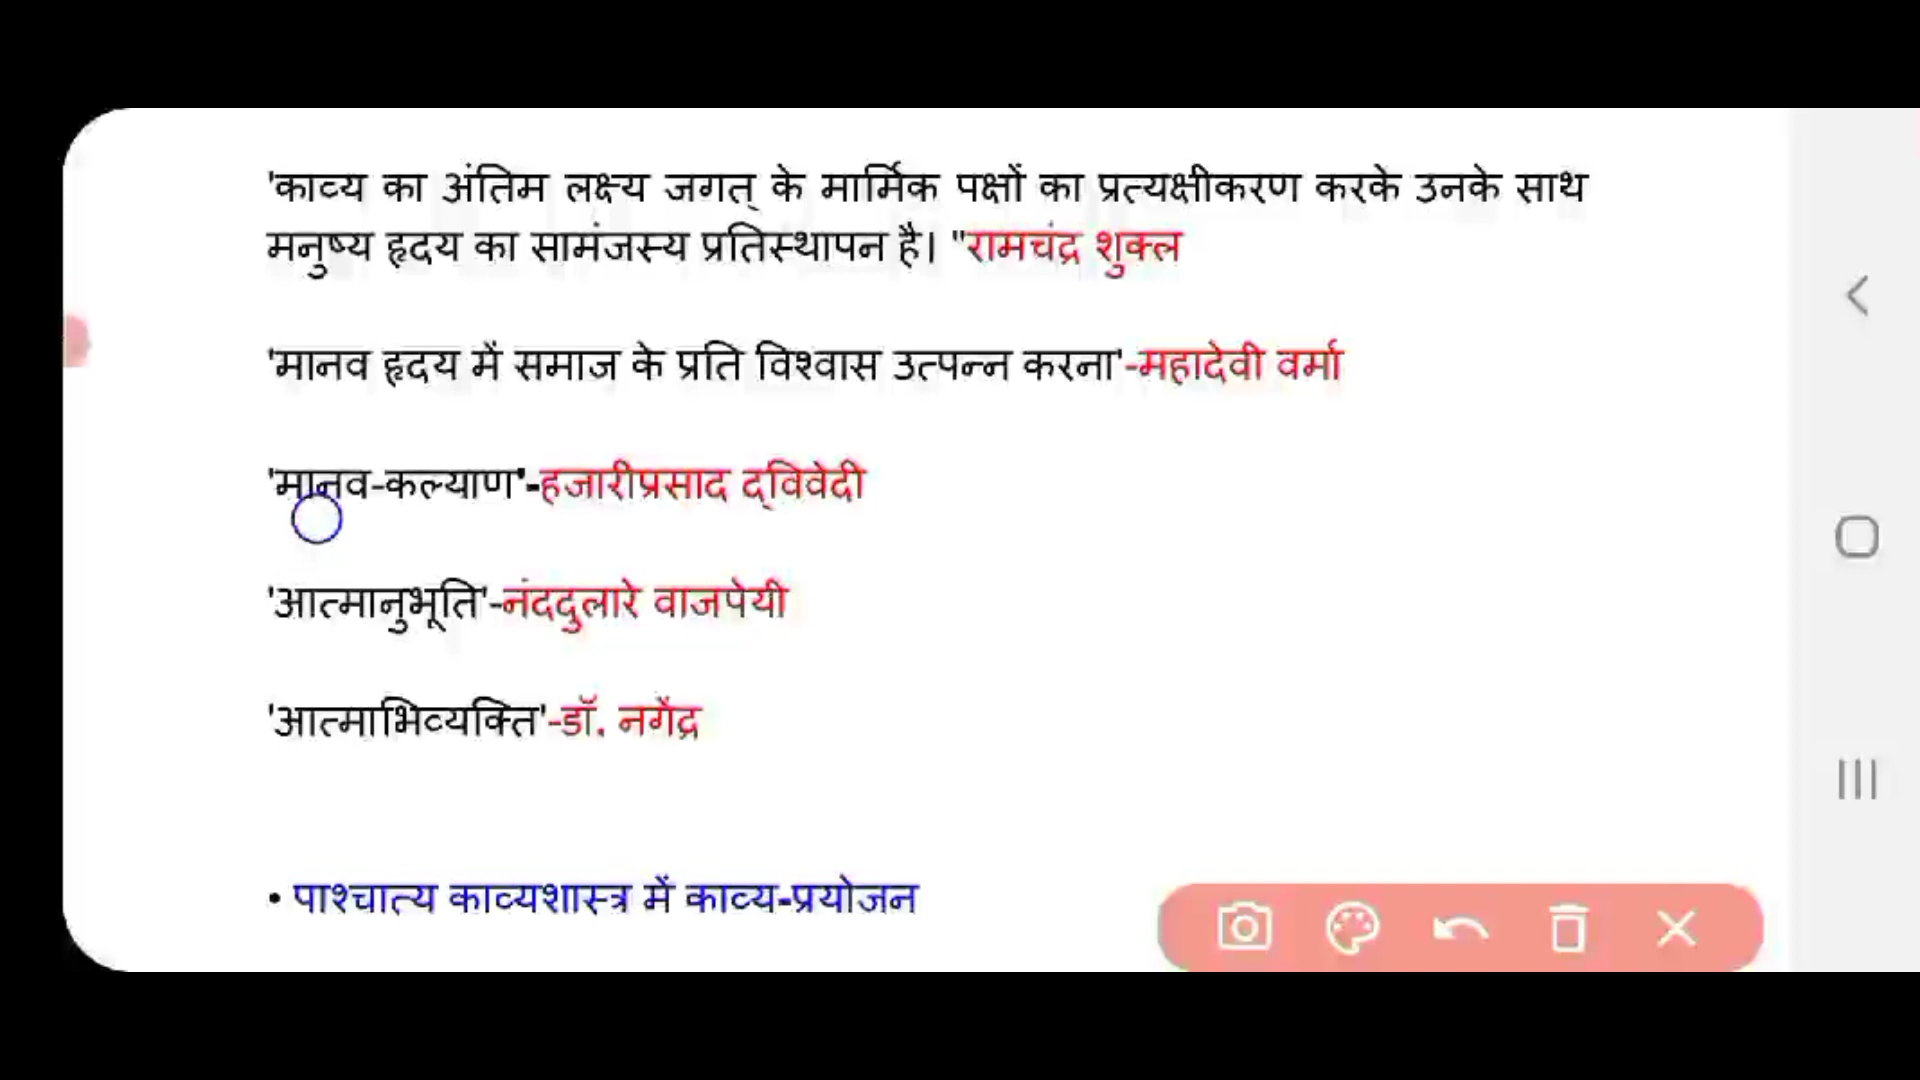 'काव्य का अंतिम लक्ष्य जगत् के मार्मिक पक्षों का प्रत्यक्षीकरण करके उनके साथ
मनुष्य हृदय का सामंजस्य प्रतिस्थापन है। "रामचंद्र शुक्ल
'मानव हृदय में समाज के प्रति विश्वास उत्पन्न करना'-महादेवी वर्मा
'मानव-कल्याण'-हजारीप्रसाद द्विवेदी
'आत्मानुभूति'-नंददुलारे वाजपेयी
'आत्माभिव्यक्ति'-डॉ. नगेंद्र
• पाश्चात्य काव्यशास्त्र में काव्य-प्रयोजन